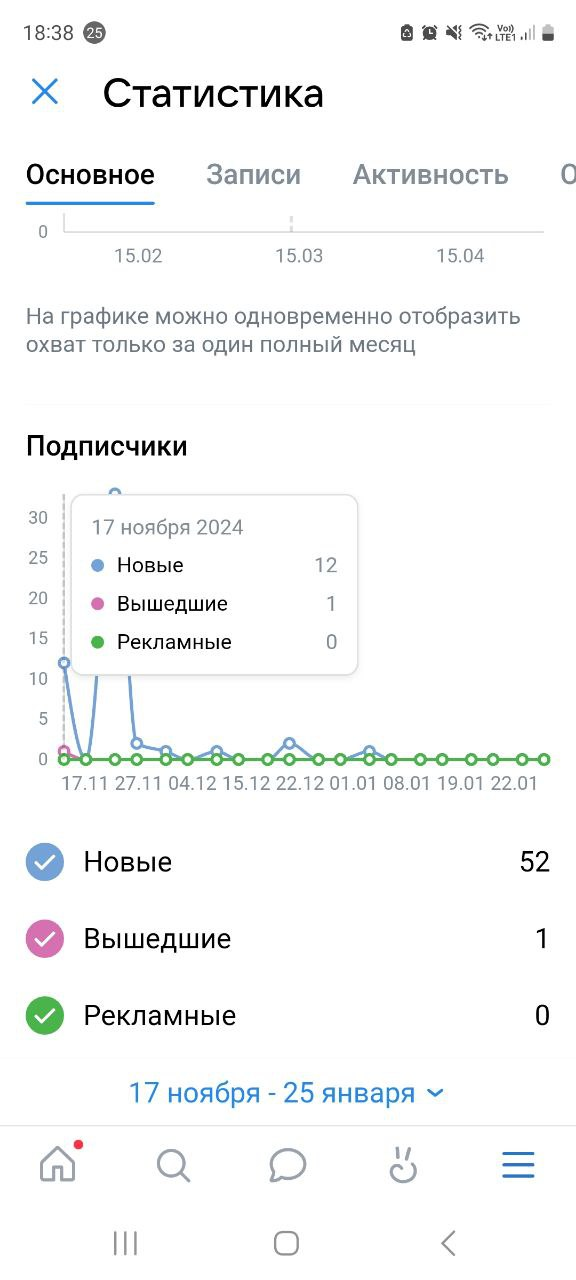 18:38 25 Vo)) LTE1
Статистика
Основное Записи Активность О
0
15.02 15.03 15.04
На графике можно одновременно отобразить
охват только за один полный месяц
Подписчики
30
25
20
15
10
5
0
17 ноября 2024
Новые 12
Вышедшие 1
Рекламные 0
17.11 27.11 04.12 15.12 22.12 01.01 08.01 19.01 22.01
Новые 52
Вышедшие 1
Рекламные 0
17 ноября - 25 января